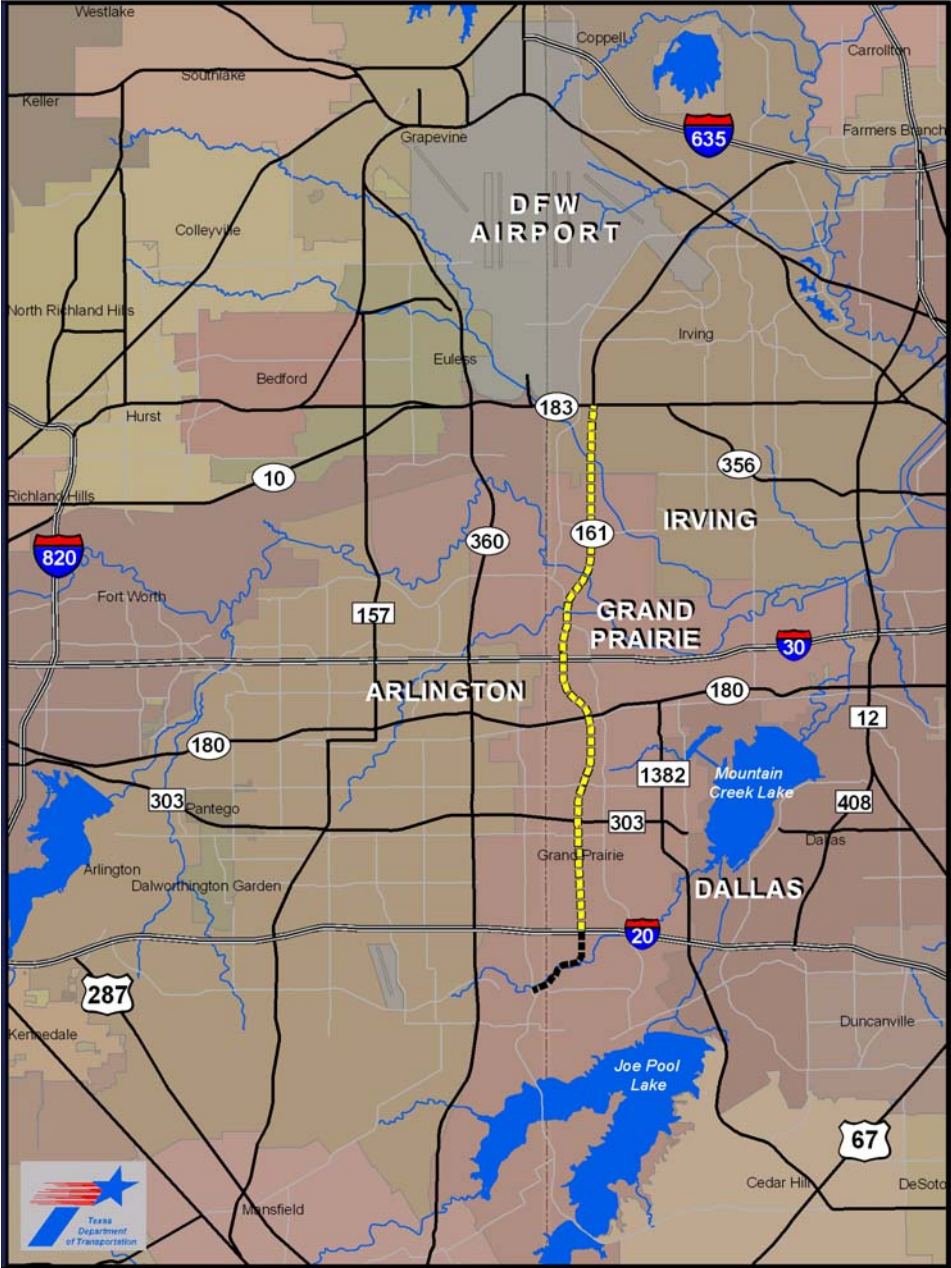 Westlake
Coppell
Carrollton
Southlake
Keller
Grapevine
635
Farmers Branch
DFW
AIRPORT
Colleyville
North Richland Hills
Irving
Euless
Bedford
183
Hurst
10
356
Richland Hills
IRVING
820
360
161
Fort Worth
157
GRAND
PRAIRIE
30
ARLINGTON
180
12
180
1382
Mountain
Creek Lake
303
Pantego
408
303
Dallas
Grand Prairie
Arlington
Dalworthington Garden
DALLAS
20
287
Duncanville
Kennedale
Joe Pool
Lake
67
Cedar Hill
DeSoto
Mansfield
Texas
Department
of Transportation